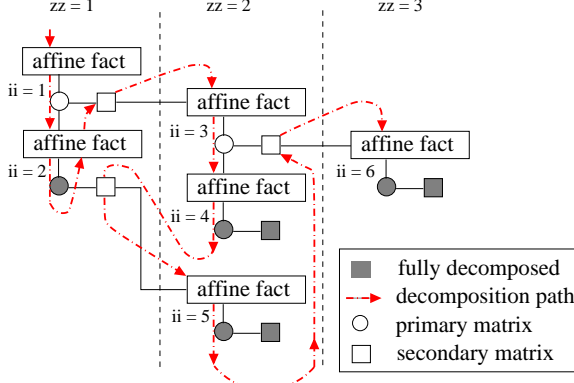 zz = 1
zz = 2
zz = 3
affine fact
ii = 1
affine fact
ii = 3
affine fact
affine fact
ii = 2
ii = 6
affine fact
ii = 4
affine fact
ii = 5
fully decomposed
decomposition path
primary matrix
secondary matrix